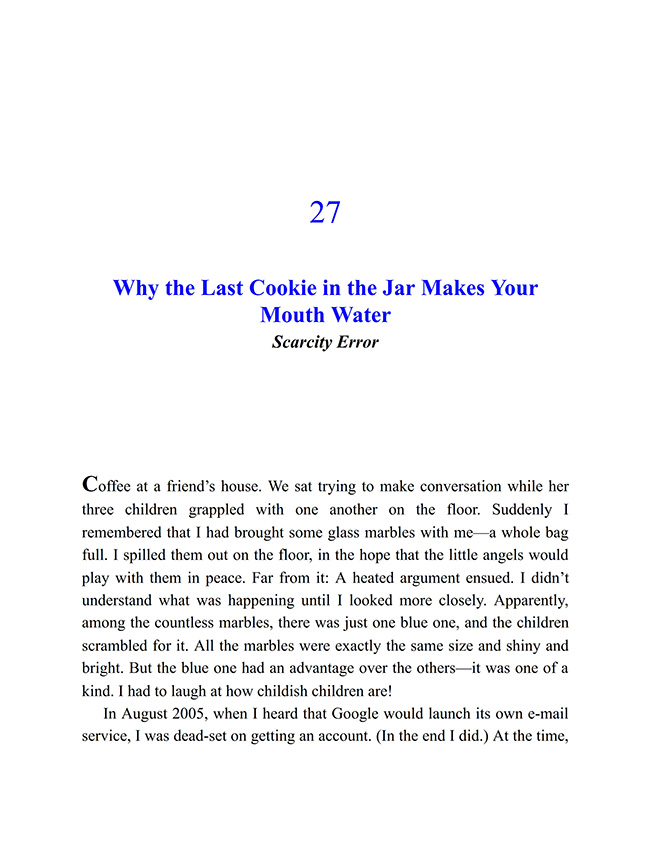 27
Why the Last Cookie in the Jar Makes Your
Mouth Water
Scarcity Error
Coffee at a friend’s house. We sat trying to make conversation while her
three children grappled with one another on the floor. Suddenly I
remembered that I had brought some glass marbles with me—a whole bag
full. I spilled them out on the floor, in the hope that the little angels would
play with them in peace. Far from it: A heated argument ensued. I didn’t
understand what was happening until I looked more closely. Apparently,
among the countless marbles, there was just one blue one, and the children
scrambled for it. All the marbles were exactly the same size and shiny and
bright. But the blue one had an advantage over the others—it was one of a
kind. I had to laugh at how childish children are!
In August 2005, when I heard that Google would launch its own e-mail
service, I was dead-set on getting an account. (In the end I did.) At the time,